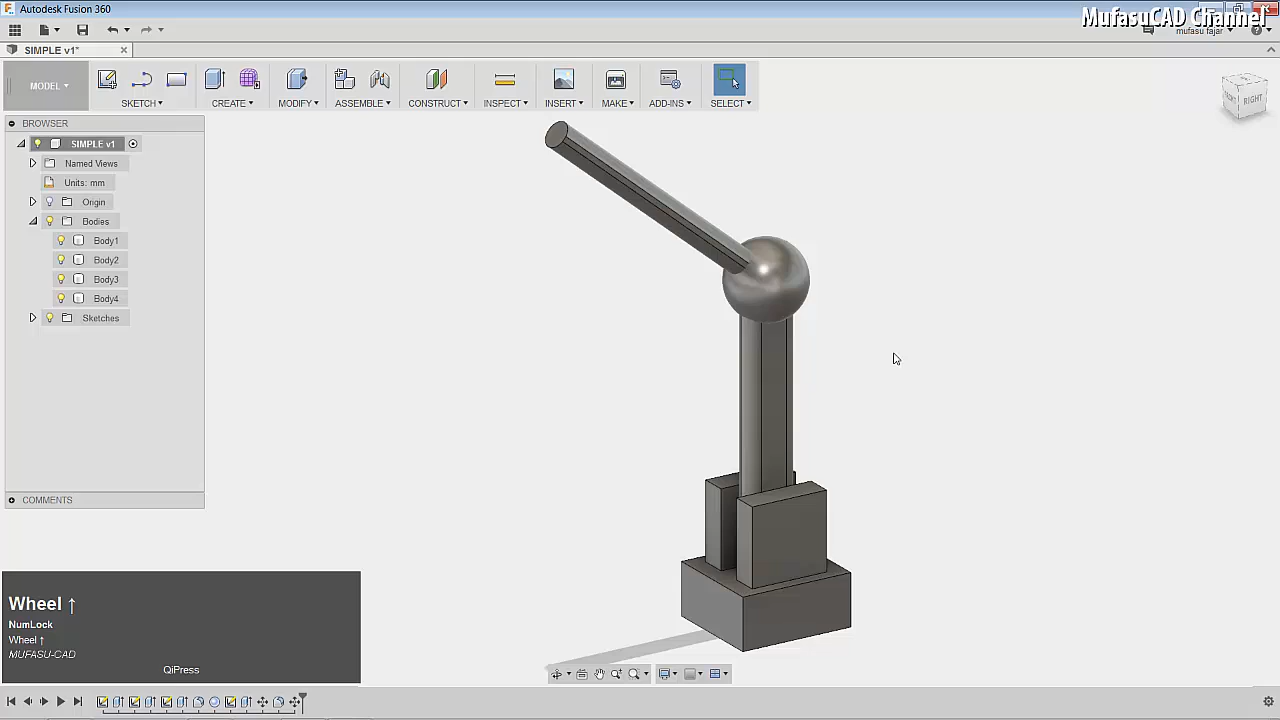 Autodesk Fusion 360
MufasuCAD Channel
mufasu fajar
SIMPLE v1*
MODEL
SKETCH
CREATE
MODIFY
ASSEMBLE
CONSTRUCT
INSPECT
INSERT
MAKE
ADD-INS
SELECT
RIGHT
BROWSER
SIMPLE v1
Named Views
Units: mm
Origin
Bodies
Body1
Body2
Body3
Body4
Sketches
COMMENTS
Wheel ↑
NumLock
Wheel ↑
MUFASU-CAD
QiPress